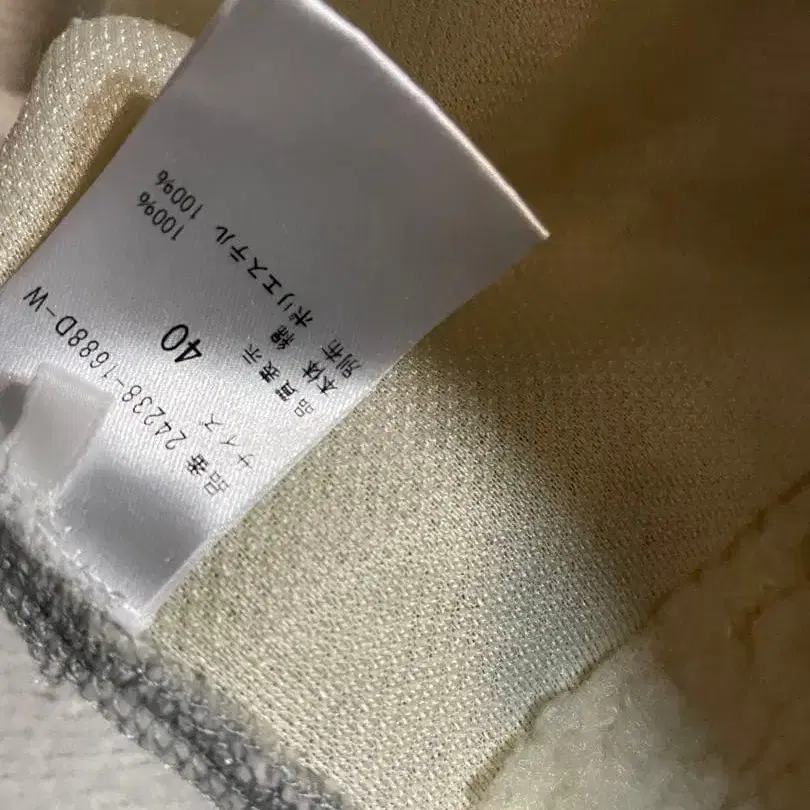 品番 24238-1688D-W
サイズ 40
品質表示
本体 綿 100%
別布 ポリエステル 100%